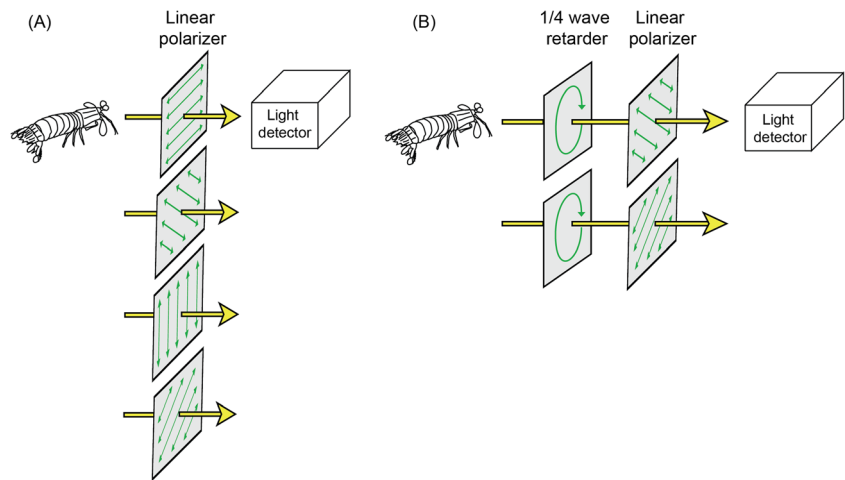 (A)
Linear
polarizer
Light
detector
(B)
1/4 wave
retarder
Linear
polarizer
Light
detector